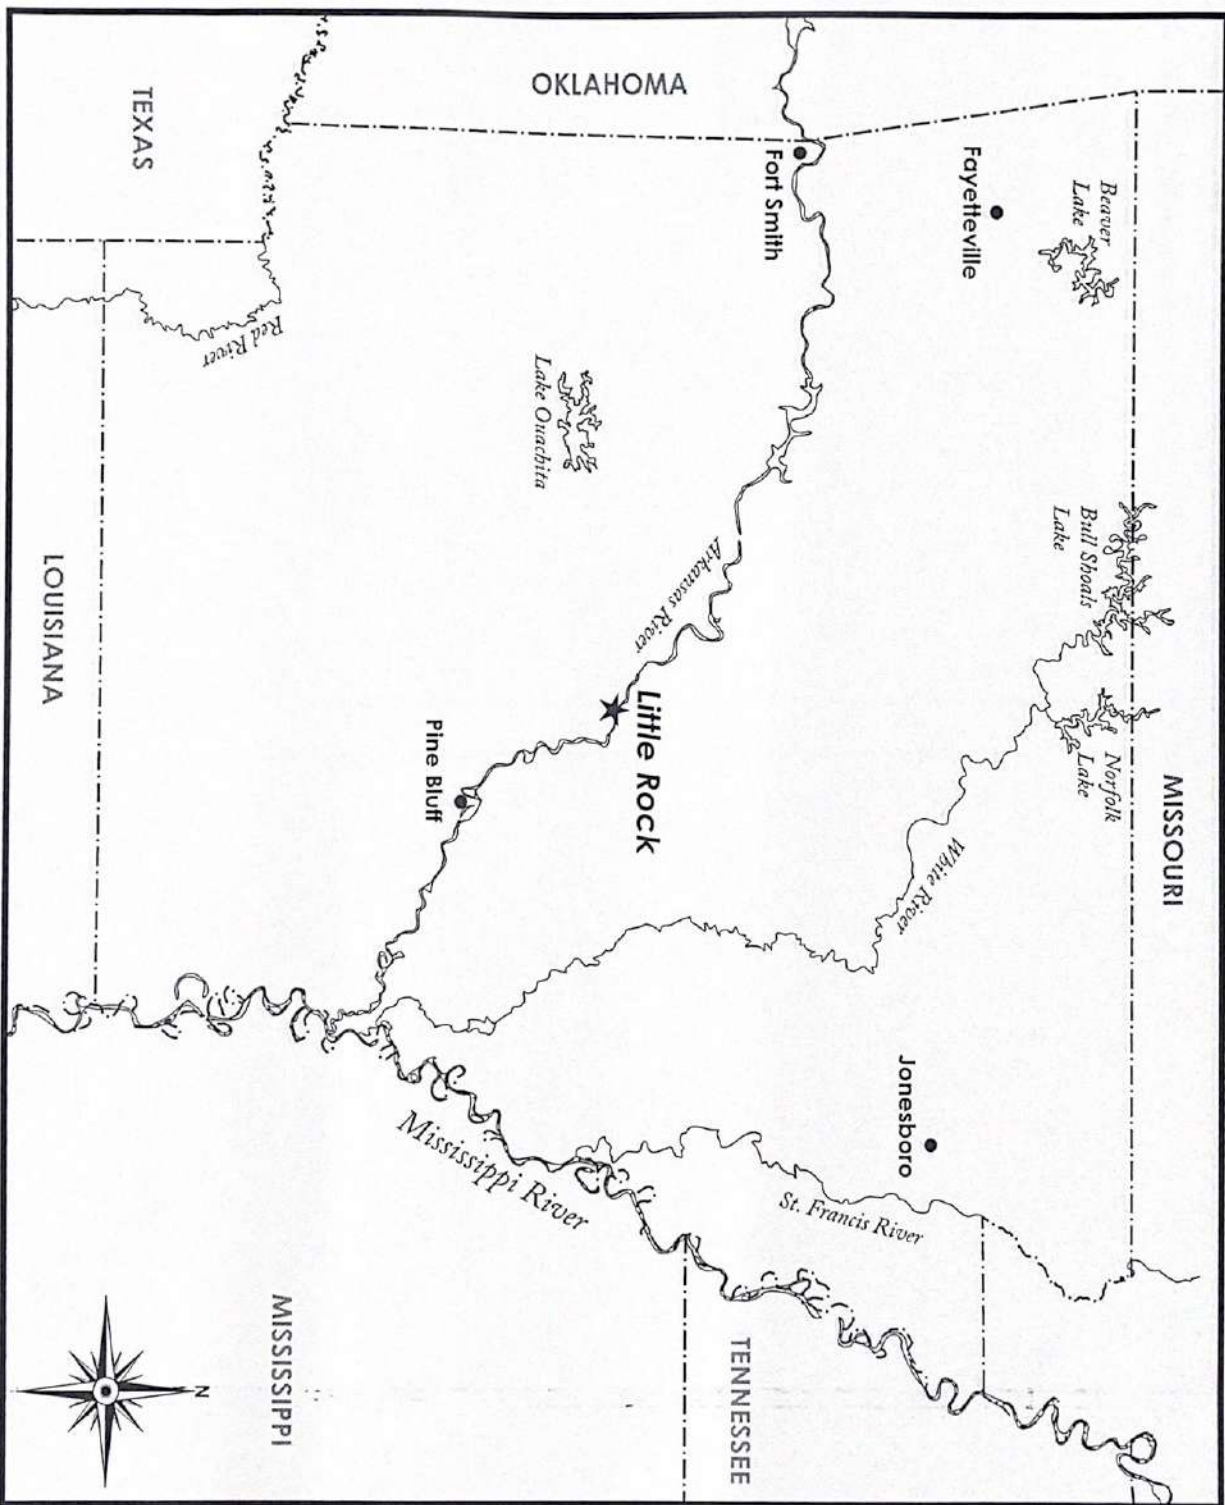 MISSOURI
Beaver
Lake
Bull Shoals
Lake
Norfolk
Lake
Fayetteville
White River
Jonesboro
St. Francis River
Fort Smith
OKLAHOMA
Arkansas River
TENNESSEE
Little Rock
Lake Ouachita
Mississippi River
Pine Bluff
MISSISSIPPI
Red River
TEXAS
LOUISIANA
N